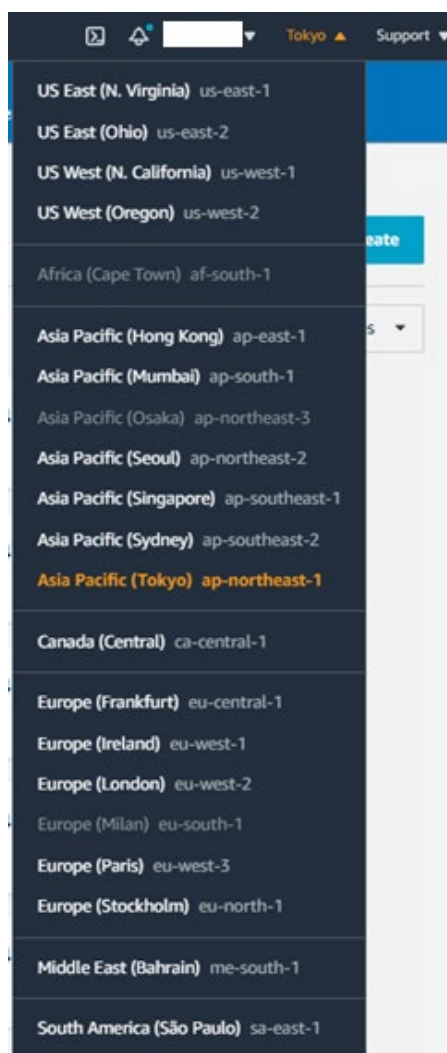 Tokyo Support
US East (N. Virginia) us-east-1
US East (Ohio) us-east-2
US West (N. California) us-west-1
US West (Oregon) us-west-2
eate
Africa (Cape Town) af-south-1
s
Asia Pacific (Hong Kong) ap-east-1
Asia Pacific (Mumbai) ap-south-1
Asia Pacific (Osaka) ap-northeast-3
Asia Pacific (Seoul) ap-northeast-2
Asia Pacific (Singapore) ap-southeast-1
Asia Pacific (Sydney) ap-southeast-2
Asia Pacific (Tokyo) ap-northeast-1
Canada (Central) ca-central-1
Europe (Frankfurt) eu-central-1
Europe (Ireland) eu-west-1
Europe (London) eu-west-2
Europe (Milan) eu-south-1
Europe (Paris) eu-west-3
Europe (Stockholm) eu-north-1
Middle East (Bahrain) me-south-1
South America (São Paulo) sa-east-1